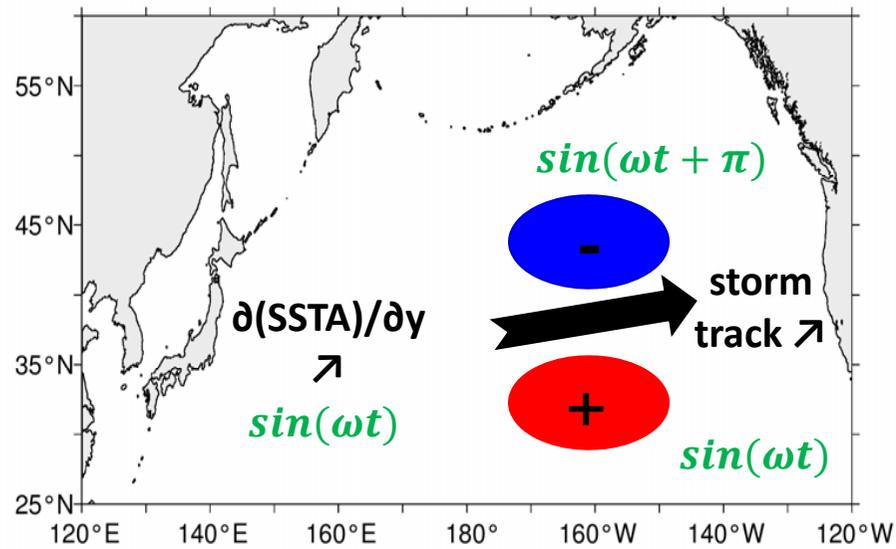 55°N
45°N
35°N
25°N
sin(ωt + π)
-
∂(SSTA)/∂y
↗
sin(ωt)
storm
track ↗
+
sin(ωt)
120°E 140°E 160°E 180° 160°W 140°W 120°W